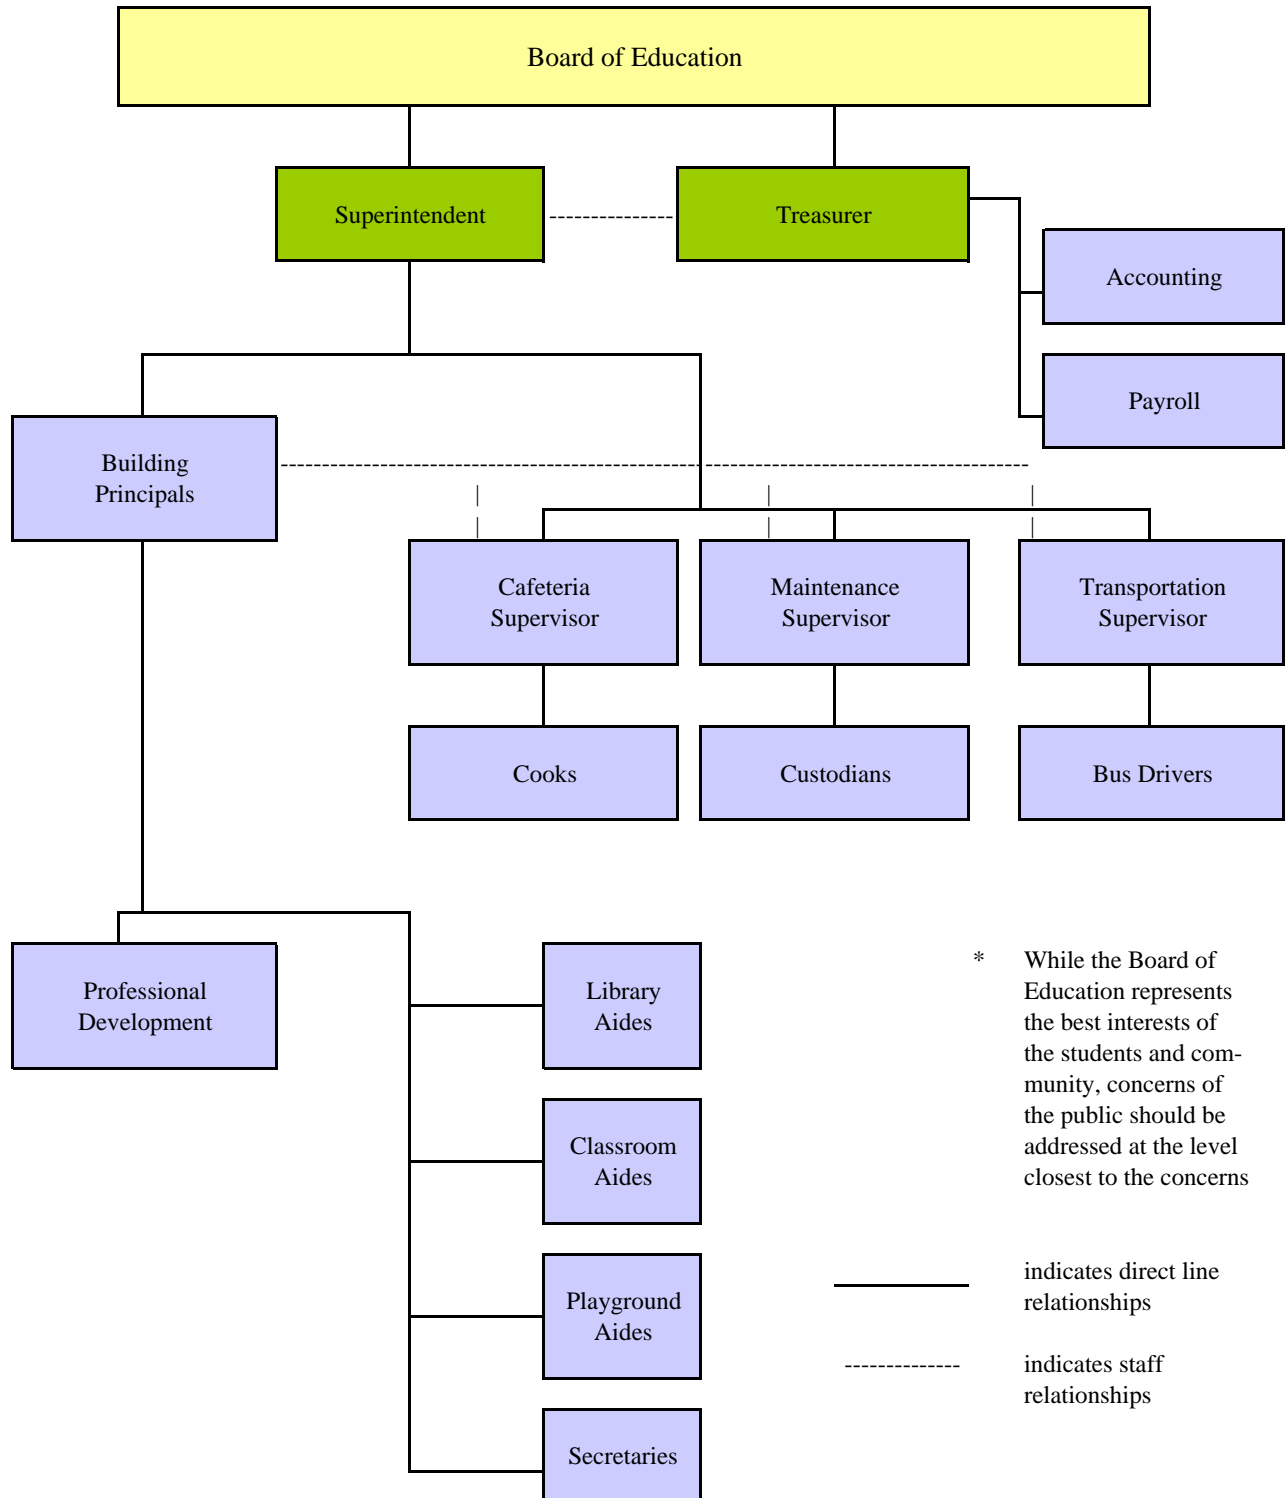 Board of Education
Superintendent
Treasurer
Accounting
Payroll
Building
Principals
Cafeteria
Supervisor
Maintenance
Supervisor
Transportation
Supervisor
Cooks
Custodians
Bus Drivers
Professional
Development
Library
Aides
Classroom
Aides
Playground
Aides
Secretaries
* While the Board of
Education represents
the best interests of
the students and com-
munity, concerns of
the public should be
addressed at the level
closest to the concerns
indicates direct line
relationships
indicates staff
relationships